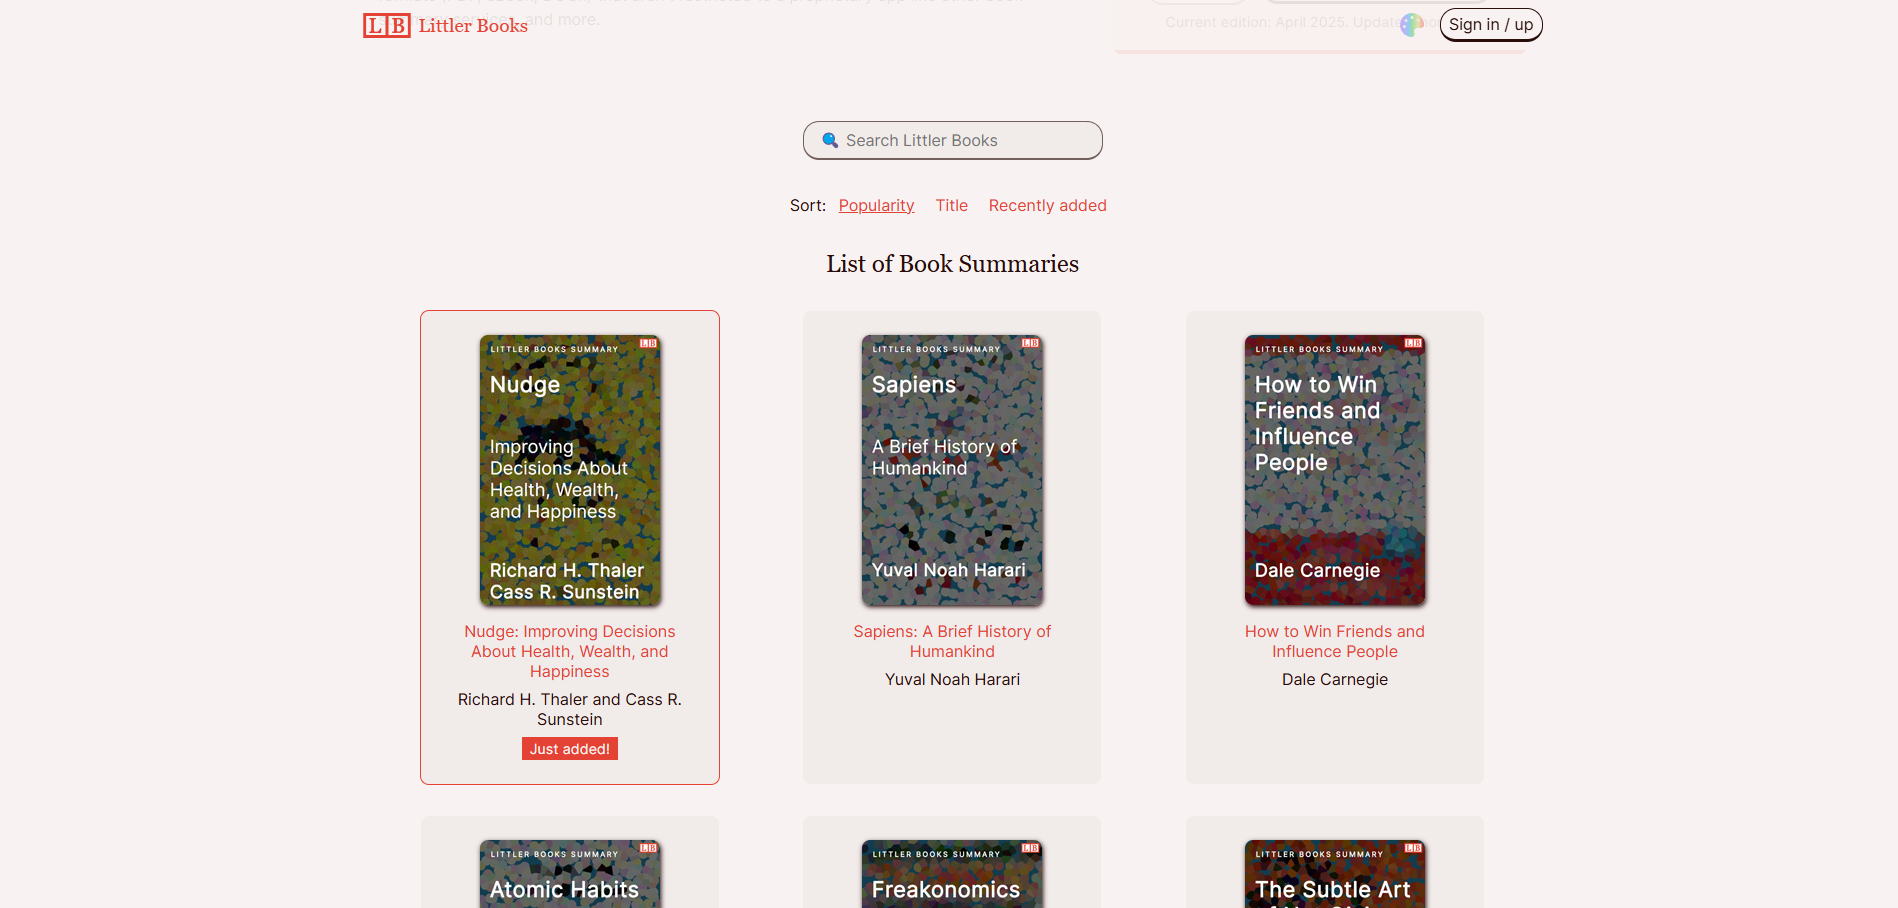 summary services, and more.
Current edition: April 2025. Update
LB Littler Books
Sign in / up
Search Littler Books
Sort: Popularity Title Recently added
List of Book Summaries
LITTLER BOOKS SUMMARY LB
Nudge
Improving
Decisions About
Health, Wealth,
and Happiness
Richard H. Thaler
Cass R. Sunstein
Nudge: Improving Decisions
About Health, Wealth, and
Happiness
Richard H. Thaler and Cass R.
Sunstein
Just added!
LITTLER BOOKS SUMMARY LB
Sapiens
A Brief History of
Humankind
Yuval Noah Harari
Sapiens: A Brief History of
Humankind
Yuval Noah Harari
LITTLER BOOKS SUMMARY LB
How to Win
Friends and
Influence
People
Dale Carnegie
How to Win Friends and
Influence People
Dale Carnegie
LITTLER BOOKS SUMMARY LB
Atomic Habits
LITTLER BOOKS SUMMARY LB
Freakonomics
LITTLER BOOKS SUMMARY LB
The Subtle Art